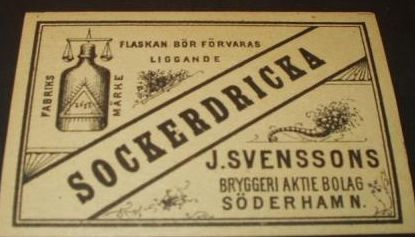 FLASKAN BÖR FÖRVARAS
LIGGANDE
FABRIKS
MÄRKE
SOCKERDRICKA
J. SVENSSONS
BRYGGERI AKTIE BOLAG
SÖDERHAMN.